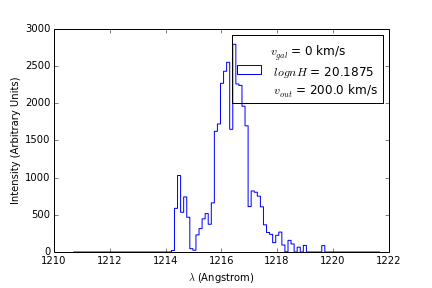 3000
2500
2000
1500
1000
500
0
Intensity (Arbitrary Units)
v_gal = 0 km/s
lognH = 20.1875
v_out = 200.0 km/s
1210 1212 1214 1216 1218 1220 1222
λ (Angstrom)